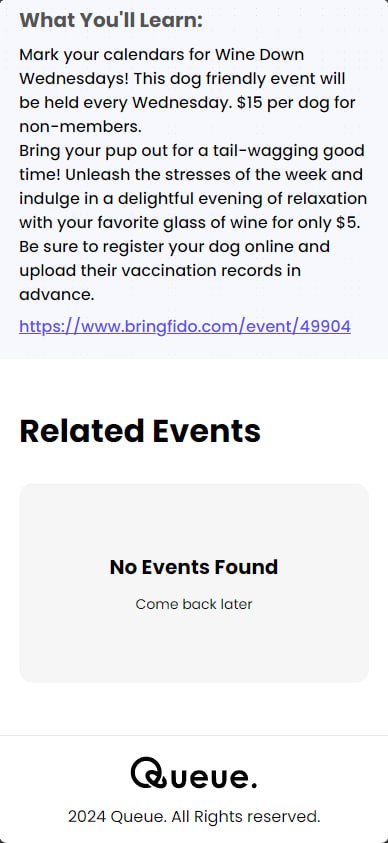 What You'll Learn:
Mark your calendars for Wine Down
Wednesdays! This dog friendly event will
be held every Wednesday. $15 per dog for
non-members.
Bring your pup out for a tail-wagging good
time! Unleash the stresses of the week and
indulge in a delightful evening of relaxation
with your favorite glass of wine for only $5.
Be sure to register your dog online and
upload their vaccination records in
advance.
https://www.bringfido.com/event/49904
Related Events
No Events Found
Come back later
Queue.
2024 Queue. All Rights reserved.